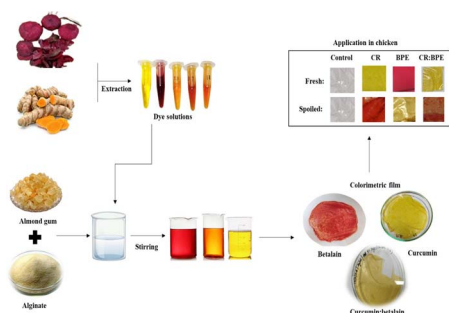 Application in chicken
Control CR BPE CR:BPE
Fresh:
Spoiled:
Extraction
Dye solutions
Almond gum
Alginate
Stirring
Colorimetric film
Betalain
Curcumin
Curcumin:betalain